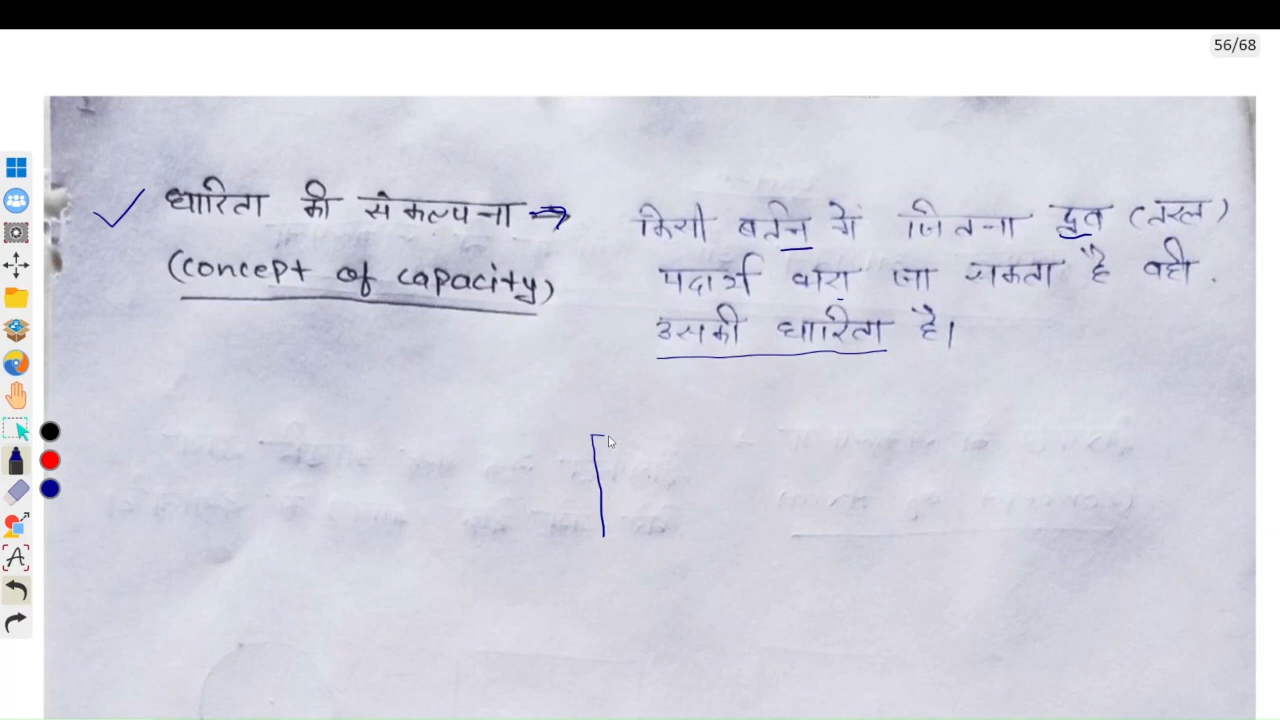 56/68
धारिता की संकल्पना → किसी बर्तन में जितना द्रव (तरल)
(concept of capacity) पदार्थ भरा जा सकता है वही
उसकी धारिता है।